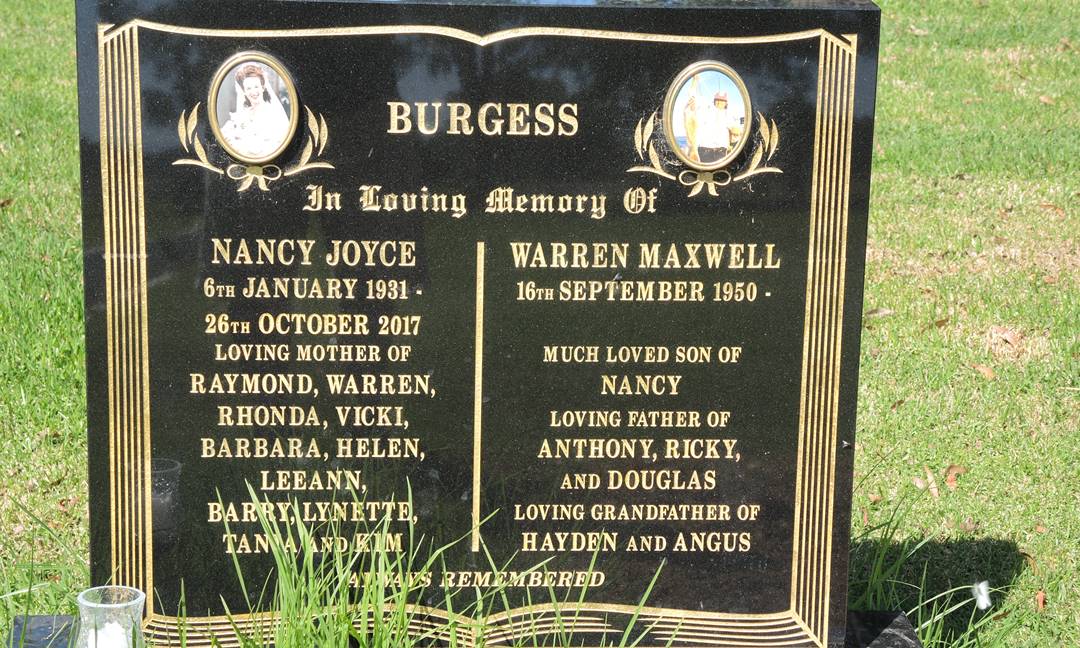 BURGESS
In Loving Memory Of
NANCY JOYCE
6TH JANUARY 1931 -
26TH OCTOBER 2017
LOVING MOTHER OF
RAYMOND, WARREN,
RHONDA, VICKI,
BARBARA, HELEN,
LEEANN,
BARRY, LYNETTE,
TANIA AND KIM
WARREN MAXWELL
16TH SEPTEMBER 1950 -
MUCH LOVED SON OF
NANCY
LOVING FATHER OF
ANTHONY, RICKY,
AND DOUGLAS
LOVING GRANDFATHER OF
HAYDEN AND ANGUS
ALWAYS REMEMBERED